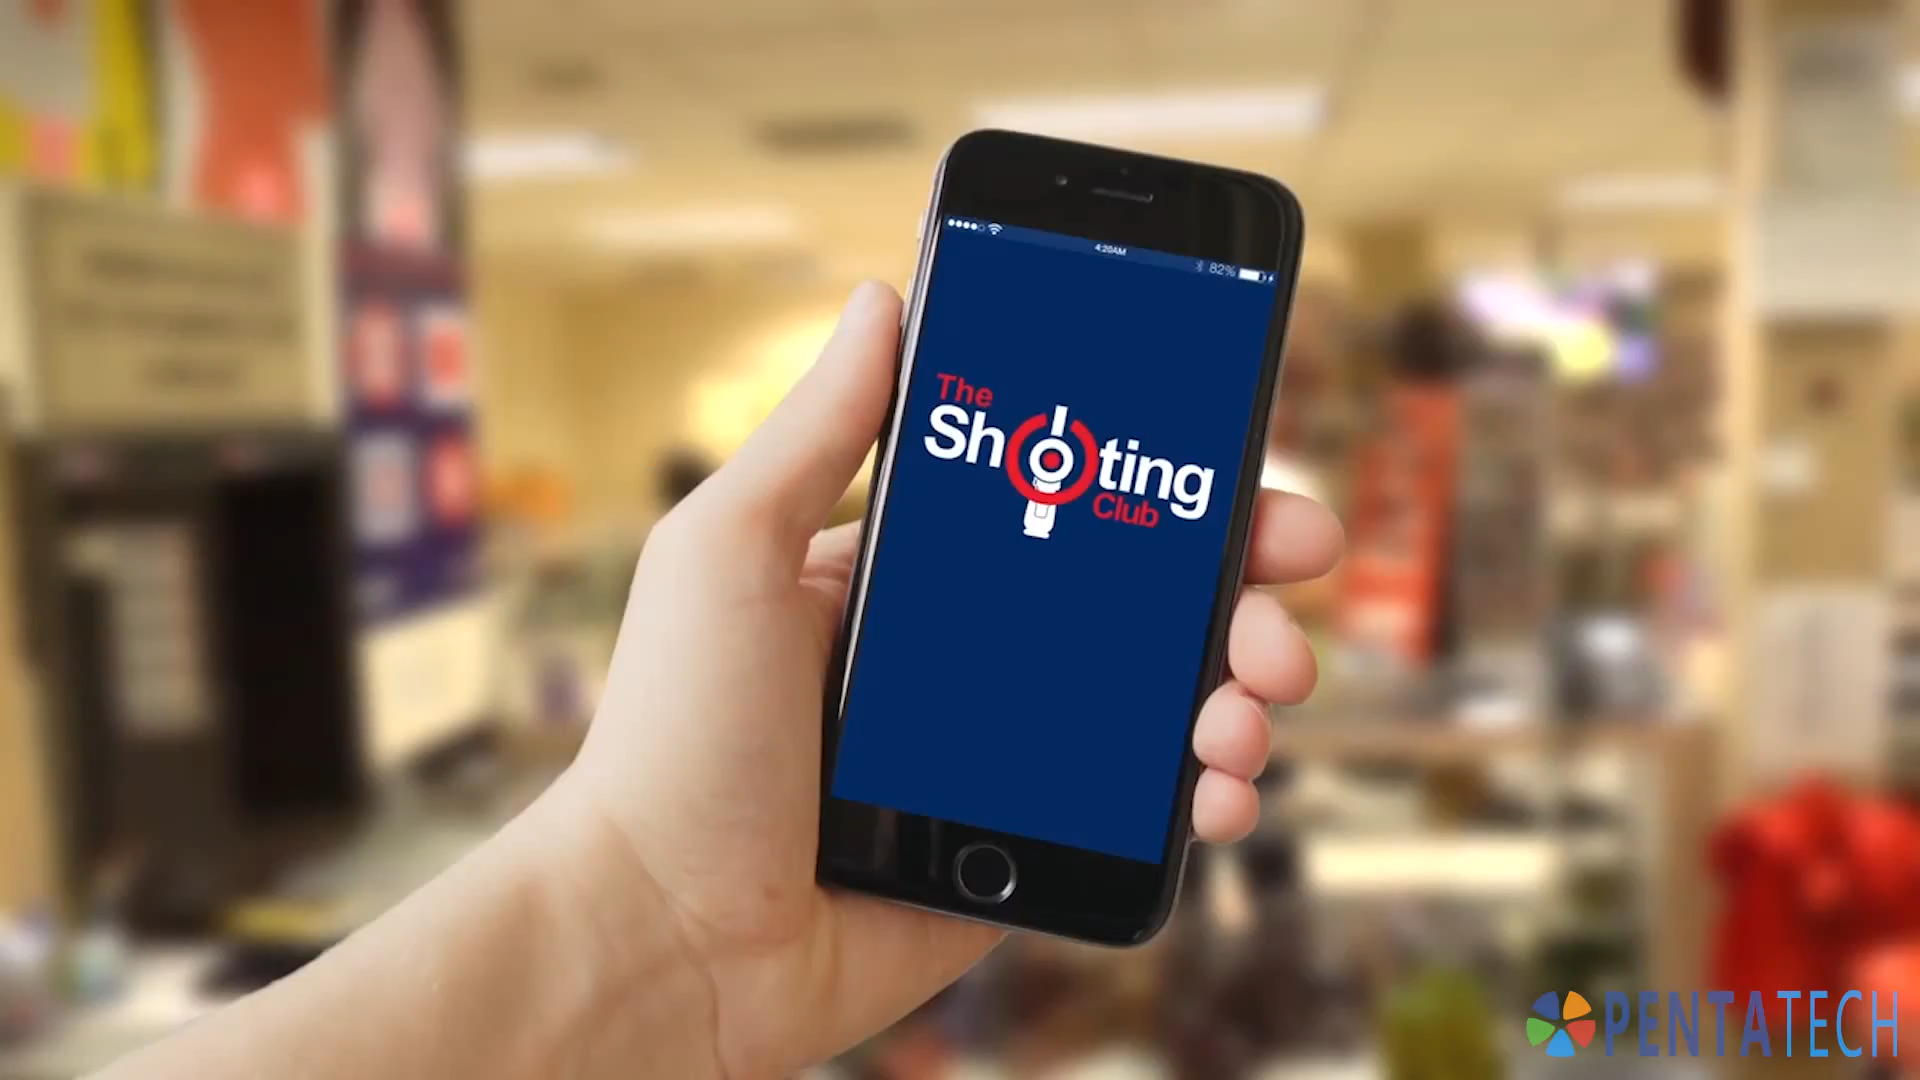 4:20AM
82%
The
Shooting
Club
PENTATECH